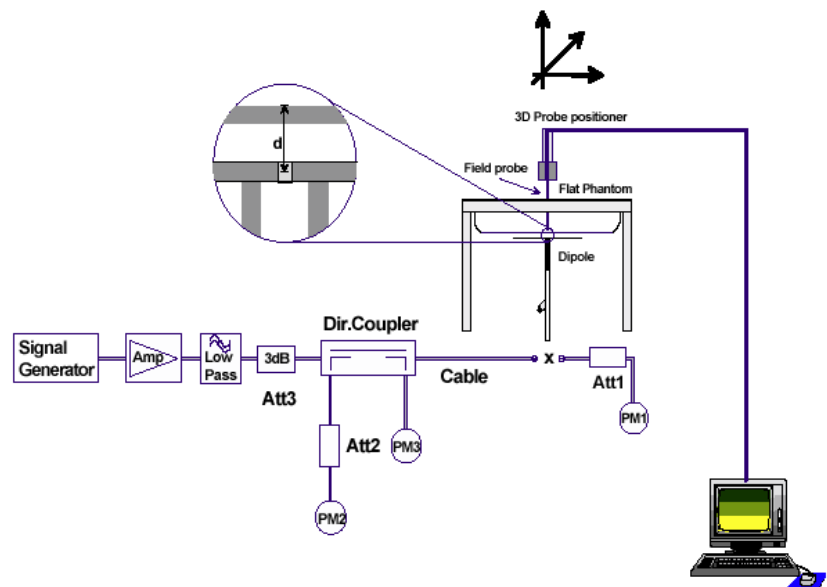 3D Probe positioner
d
Field probe
Flat Phantom
Dipole
Dir.Coupler
Signal
Generator
Amp
Low
Pass
3dB
Att3
Cable
x
Att1
PM1
Att2
PM3
PM2